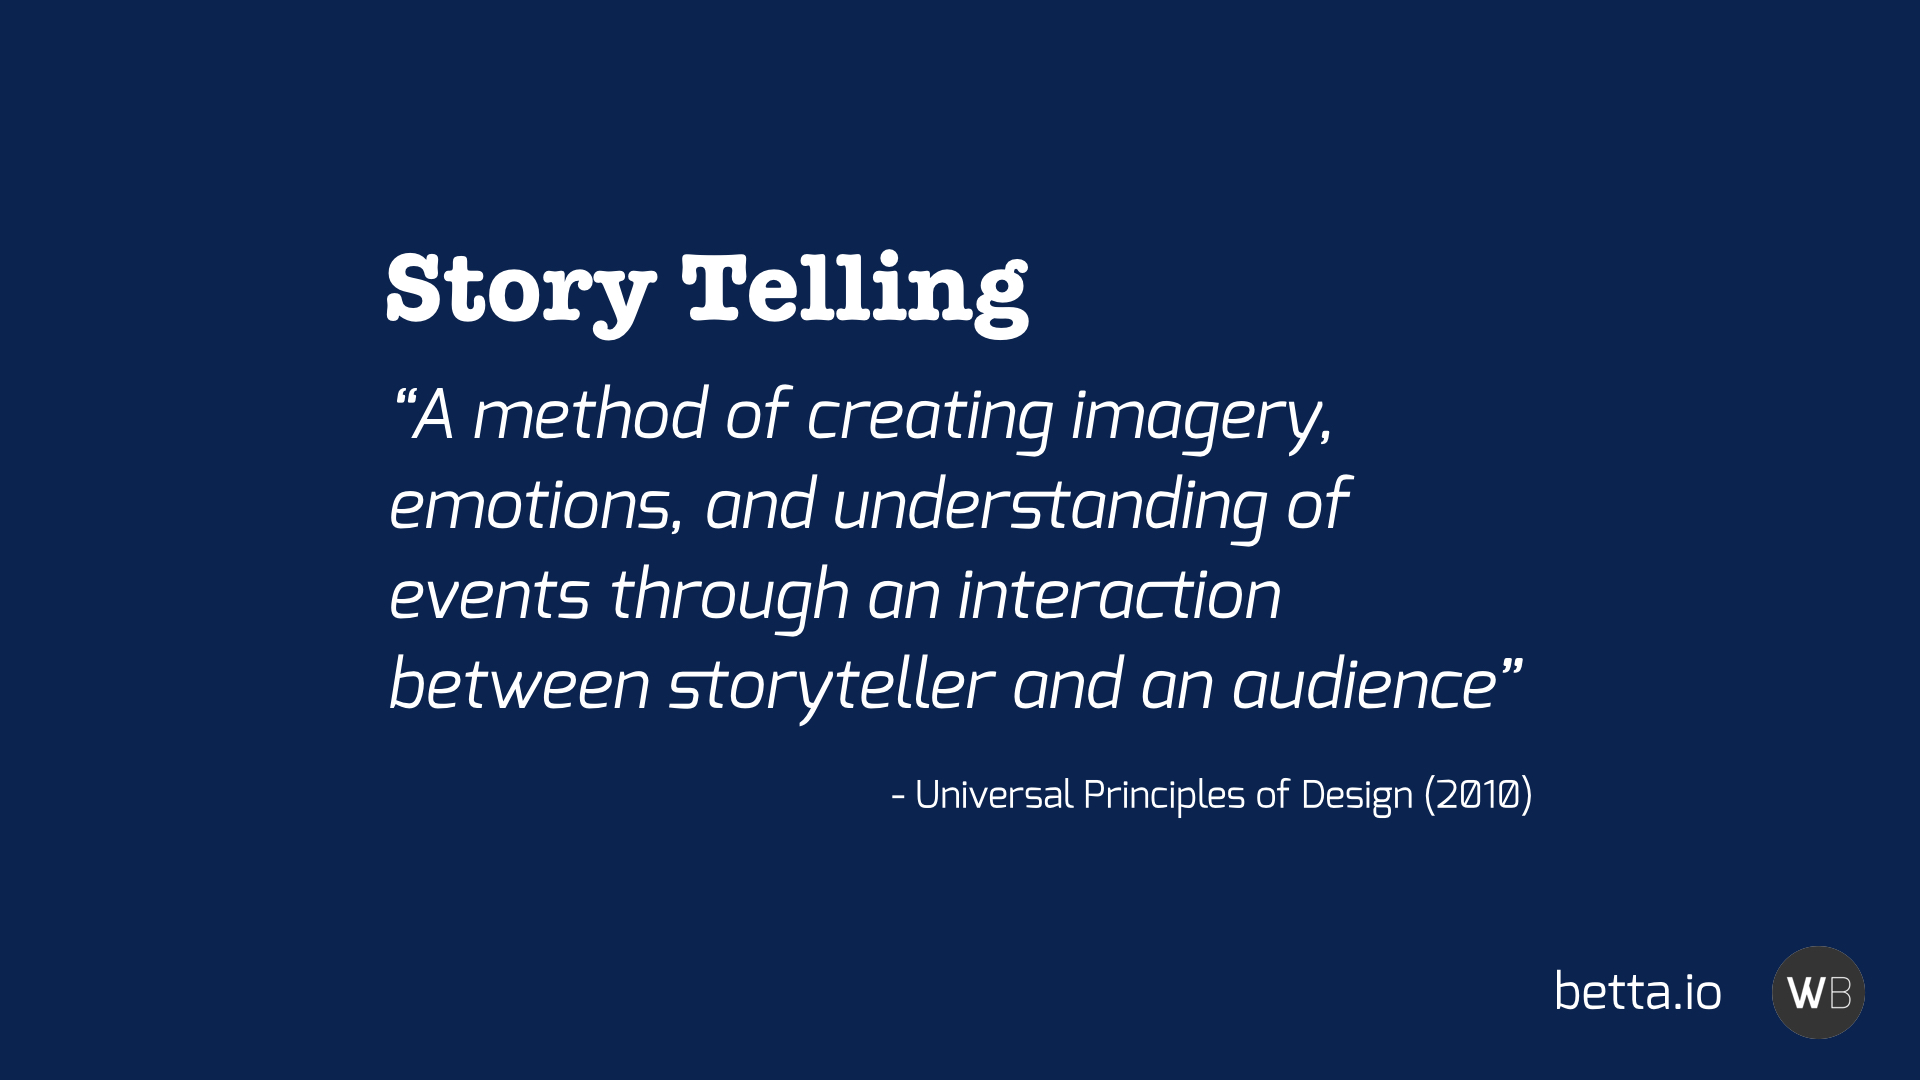 Story Telling
“A method of creating imagery,
emotions, and understanding of
events through an interaction
between storyteller and an audience”
- Universal Principles of Design (2010)
betta.io
WB